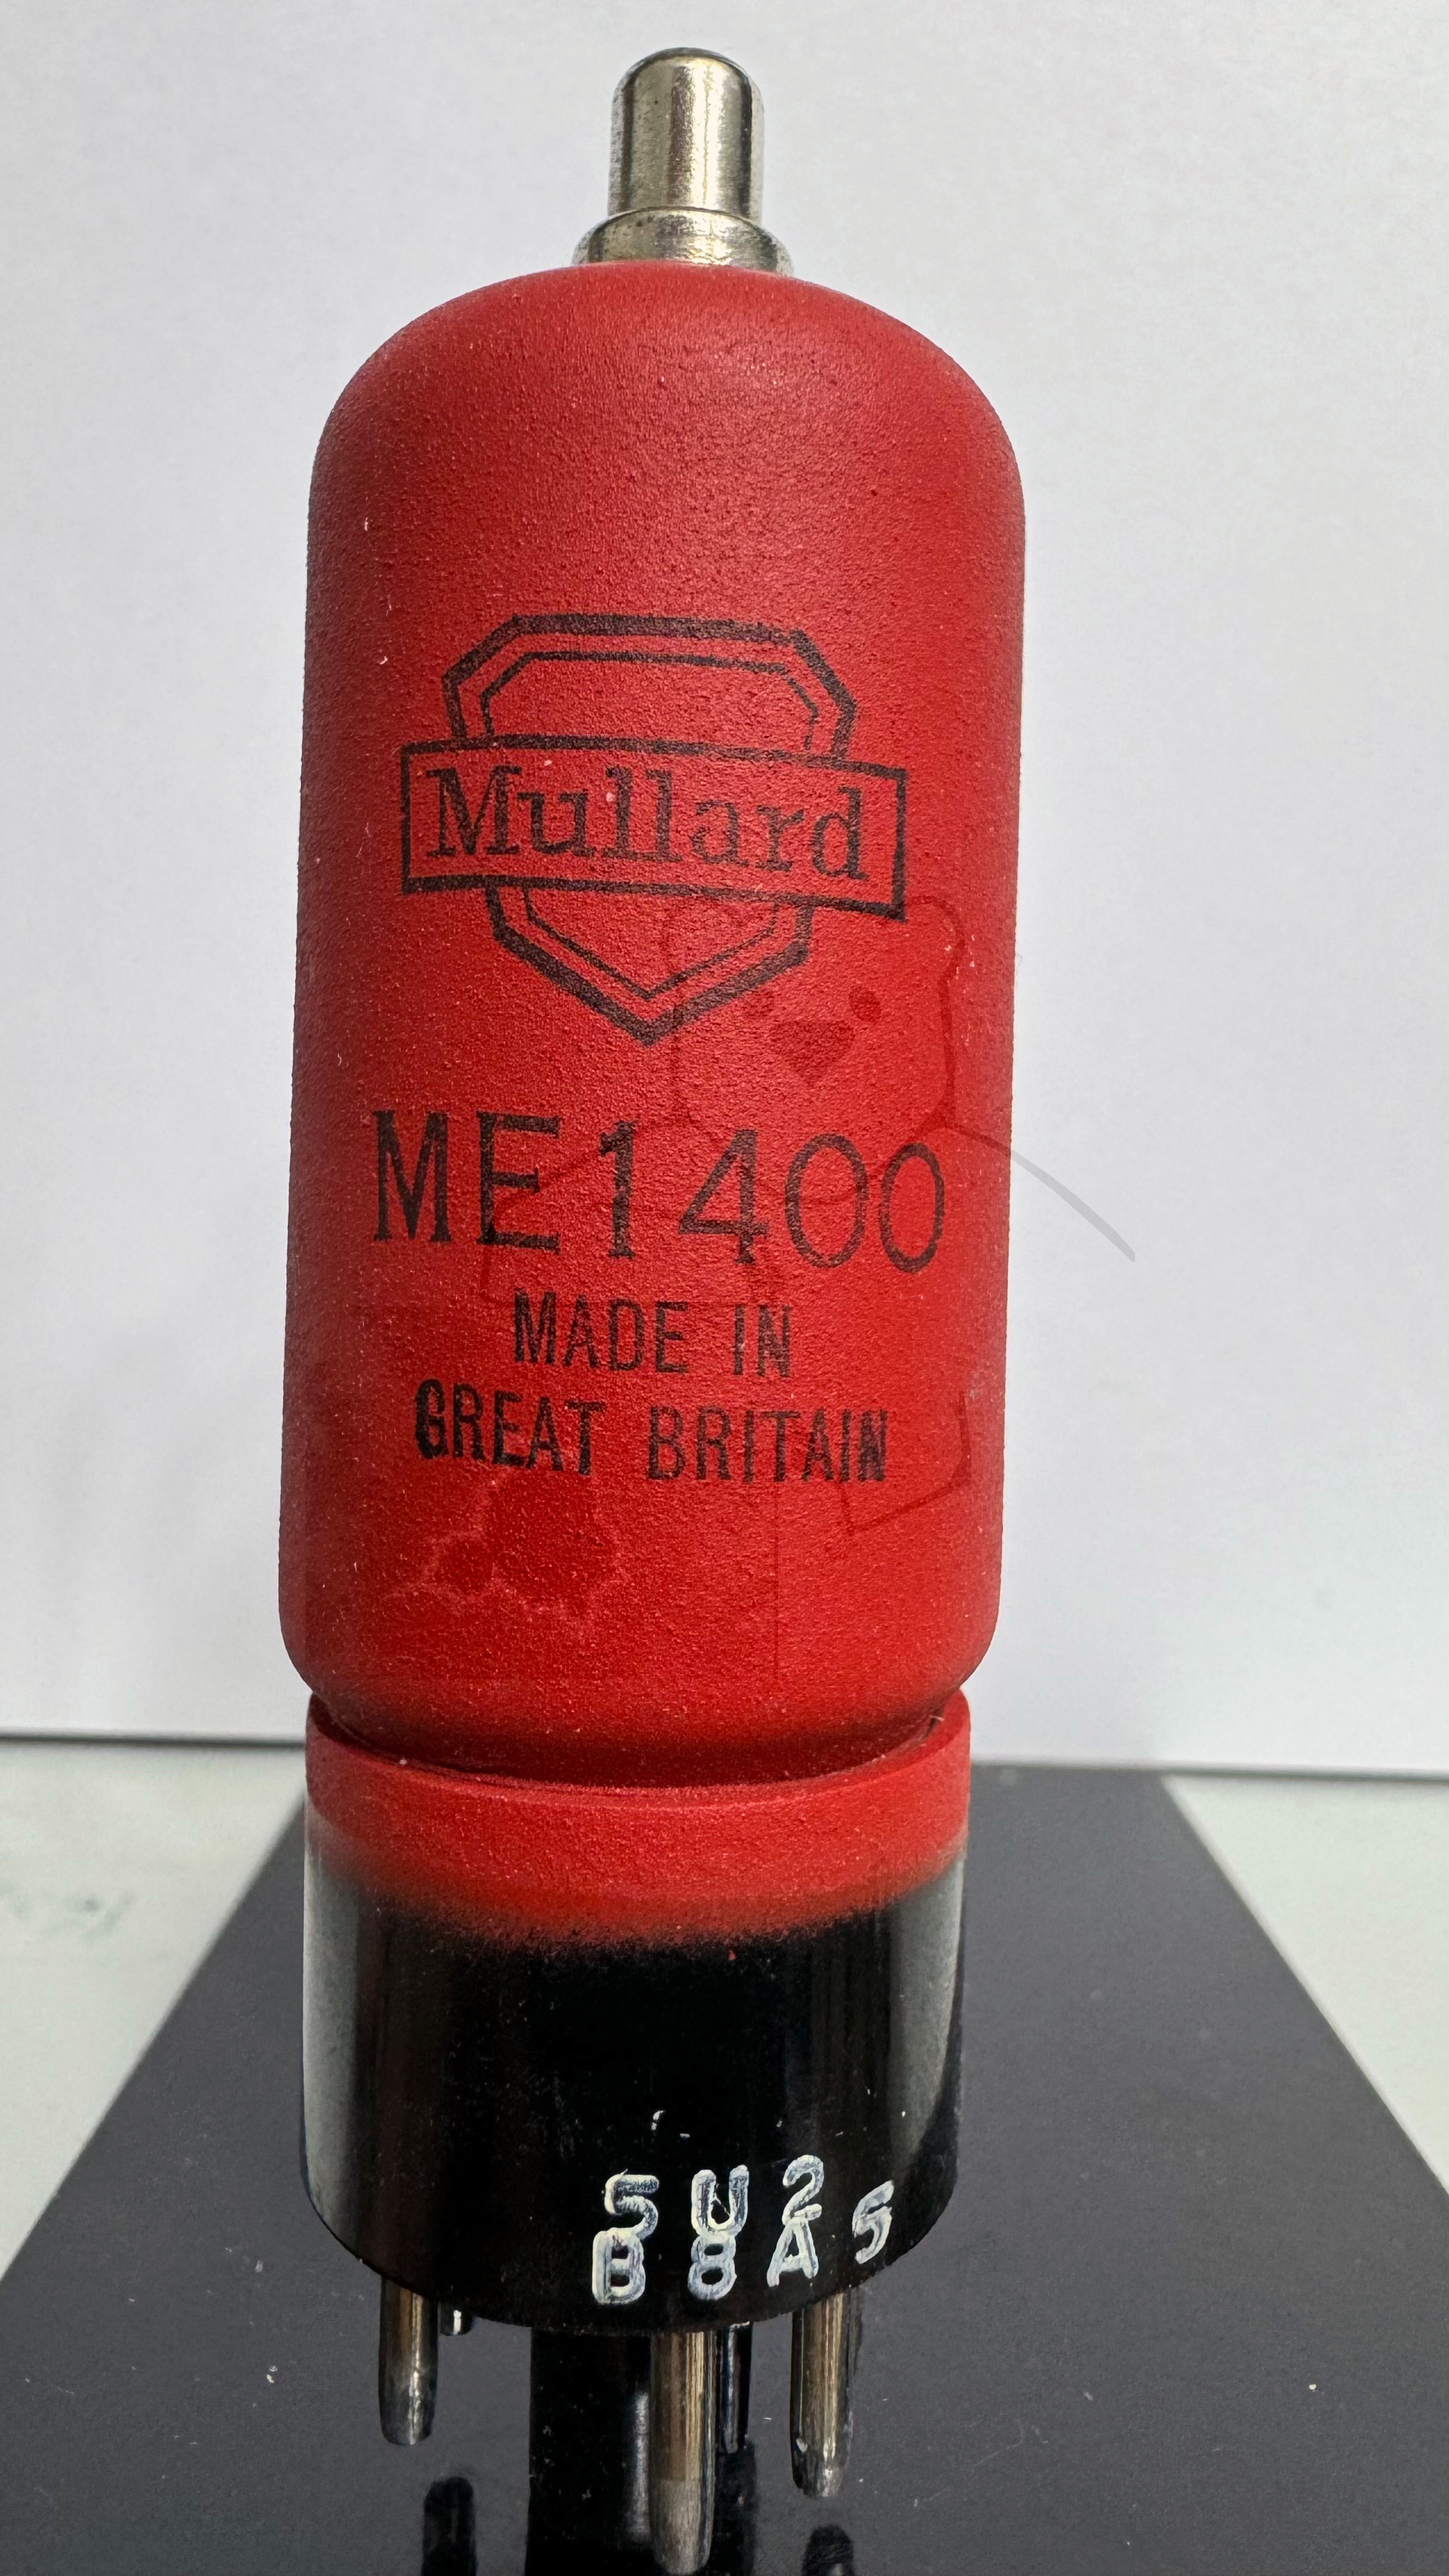 Mullard
ME1400
MADE IN
GREAT BRITAIN
5U2
B8A5